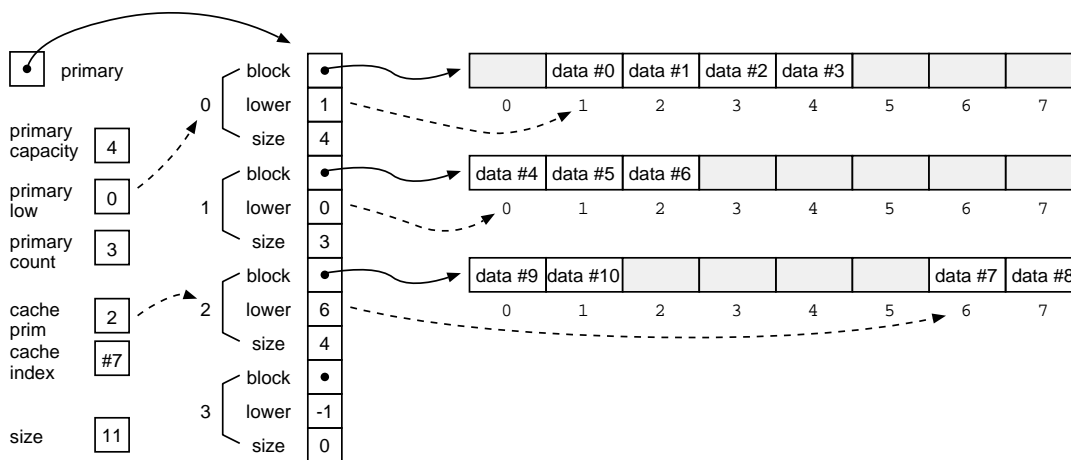 primary
primary capacity 4
primary low 0
primary count 3
cache prim 2
cache index #7
size 11
0 block
lower 1
size 4
1 block
lower 0
size 3
2 block
lower 6
size 4
3 block
lower -1
size 0
data #0 data #1 data #2 data #3
0 1 2 3 4 5 6 7
data #4 data #5 data #6
0 1 2 3 4 5 6 7
data #9 data #10 data #7 data #8
0 1 2 3 4 5 6 7